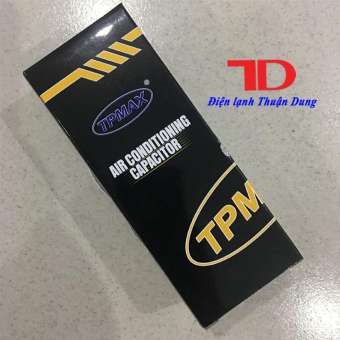 TD
Điện lạnh Thuận Dung
TPMAX®
AIR CONDITIONING
CAPACITOR
TPM